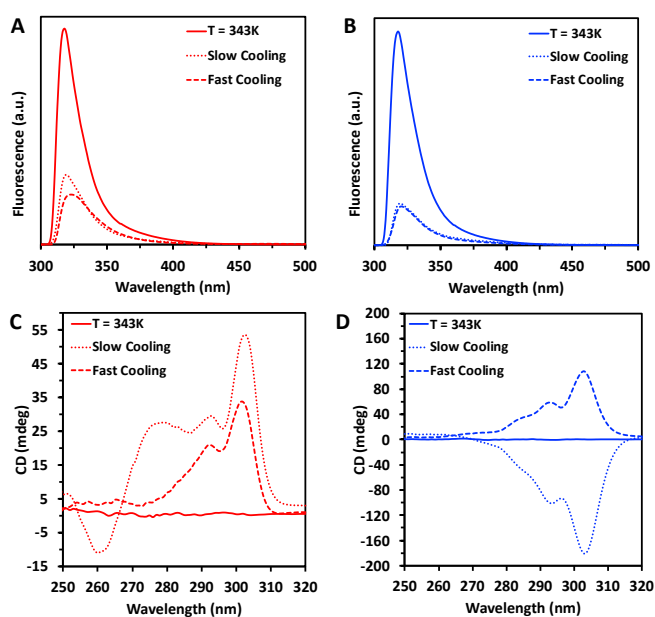 A
T = 343K
Slow Cooling
Fast Cooling
Fluorescence (a.u.)
300 350 400 450 500
Wavelength (nm)
B
T = 343K
Slow Cooling
Fast Cooling
Fluorescence (a.u.)
300 350 400 450 500
Wavelength (nm)
C
T = 343K
Slow Cooling
Fast Cooling
CD (mdeg)
55
45
35
25
15
5
-5
-15
250 260 270 280 290 300 310 320
Wavelength (nm)
D
T = 343K
Slow Cooling
Fast Cooling
CD (mdeg)
200
160
120
80
40
0
-40
-80
-120
-160
-200
250 260 270 280 290 300 310 320
Wavelength (nm)